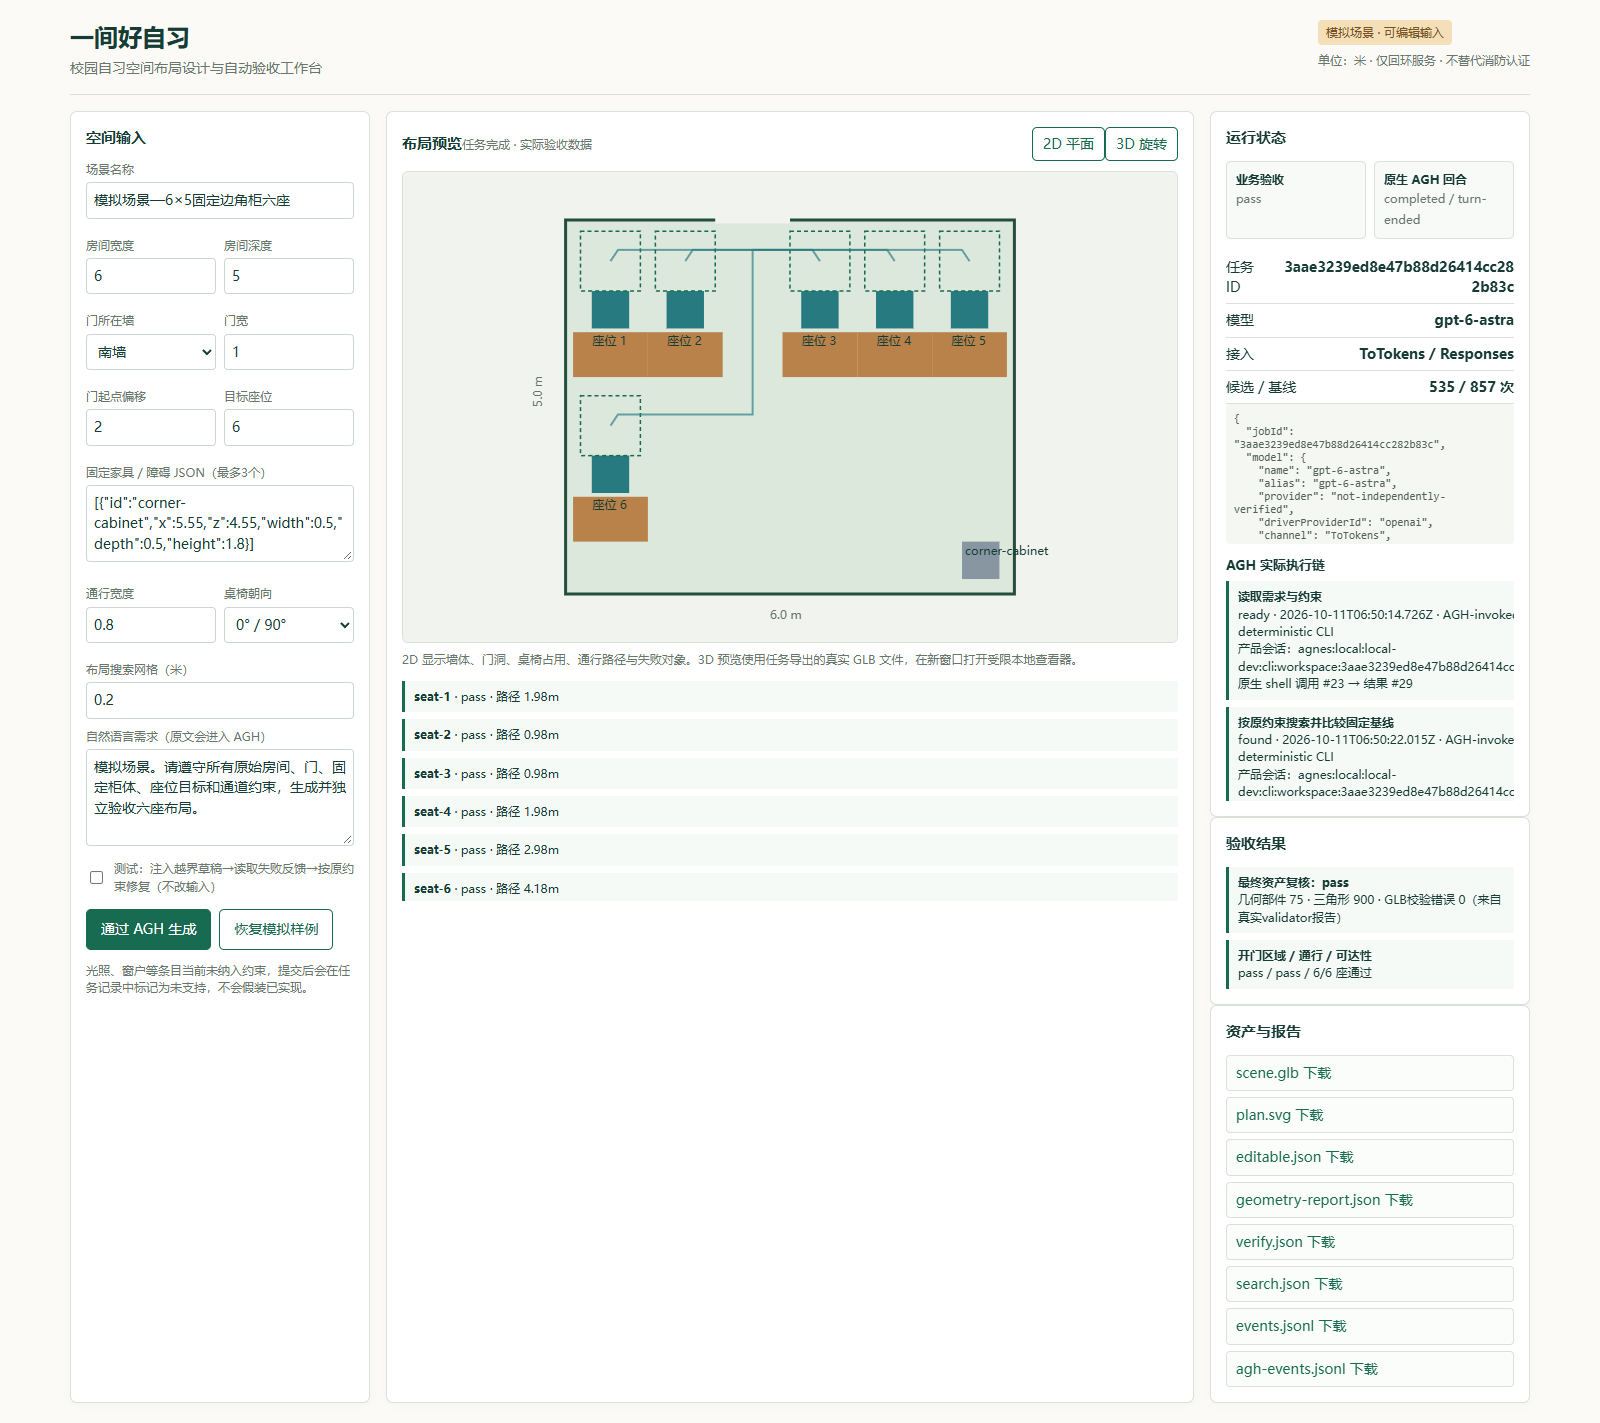 一间好自习
校园自习空间布局设计与自动验收工作台
模拟场景 · 可编辑输入
单位：米 · 仅回环服务 · 不替代消防认证
空间输入
场景名称
模拟场景—6×5固定边角柜六座
房间宽度
房间深度
6
5
门所在墙
门宽
南墙
1
门起点偏移
目标座位
2
6
固定家具 / 障碍 JSON（最多3个）
[{"id":"corner-
cabinet","x":5.55,"z":4.55,"width":0.5,"
depth":0.5,"height":1.8}]
通行宽度
桌椅朝向
0.8
0° / 90°
布局搜索网格（米）
0.2
自然语言需求（原文会进入 AGH）
模拟场景。请遵守所有原始房间、门、固
定柜体、座位目标和通道约束，生成并独
立验收六座布局。
测试：注入越界草稿→读取失败反馈→按原约
束修复（不改输入）
通过 AGH 生成
恢复模拟样例
光照、窗户等条目当前未纳入约束，提交后会在任
务记录中标记为未支持，不会假装已实现。
布局预览任务完成 · 实际验收数据
2D 平面
3D 旋转
座位 1
座位 2
座位 3
座位 4
座位 5
5.0 m
座位 6
corner-cabinet
6.0 m
2D 显示墙体、门洞、桌椅占用、通行路径与失败对象。3D 预览使用任务导出的真实 GLB 文件，在新窗口打开受限本地查看器。
seat-1 · pass · 路径 1.98m
seat-2 · pass · 路径 0.98m
seat-3 · pass · 路径 0.98m
seat-4 · pass · 路径 1.98m
seat-5 · pass · 路径 2.98m
seat-6 · pass · 路径 4.18m
运行状态
业务验收
pass
原生 AGH 回合
completed / turn-
ended
任务
ID
3aae3239ed8e47b88d26414cc28
2b83c
模型
gpt-6-astra
接入
ToTokens / Responses
候选 / 基线
535 / 857 次
{
"jobId":
"3aae3239ed8e47b88d26414cc282b83c",
"model": {
"name": "gpt-6-astra",
"alias": "gpt-6-astra",
"provider": "not-independently-
verified",
"driverProviderId": "openai",
"channel": "ToTokens",
AGH 实际执行链
读取需求与约束
ready · 2026-10-11T06:50:14.726Z · AGH-invoked
deterministic CLI
产品会话：agnes:local:local-
dev:cli:workspace:3aae3239ed8e47b88d26414cc
原生 shell 调用 #23 → 结果 #29
按原约束搜索并比较固定基线
found · 2026-10-11T06:50:22.015Z · AGH-invoke
deterministic CLI
产品会话：agnes:local:local-
dev:cli:workspace:3aae3239ed8e47b88d26414cc
验收结果
最终资产复核：pass
几何部件 75 · 三角形 900 · GLB校验错误 0（来自
真实validator报告）
开门区域 / 通行 / 可达性
pass / pass / 6/6 座通过
资产与报告
scene.glb 下载
plan.svg 下载
editable.json 下载
geometry-report.json 下载
verify.json 下载
search.json 下载
events.jsonl 下载
agh-events.jsonl 下载